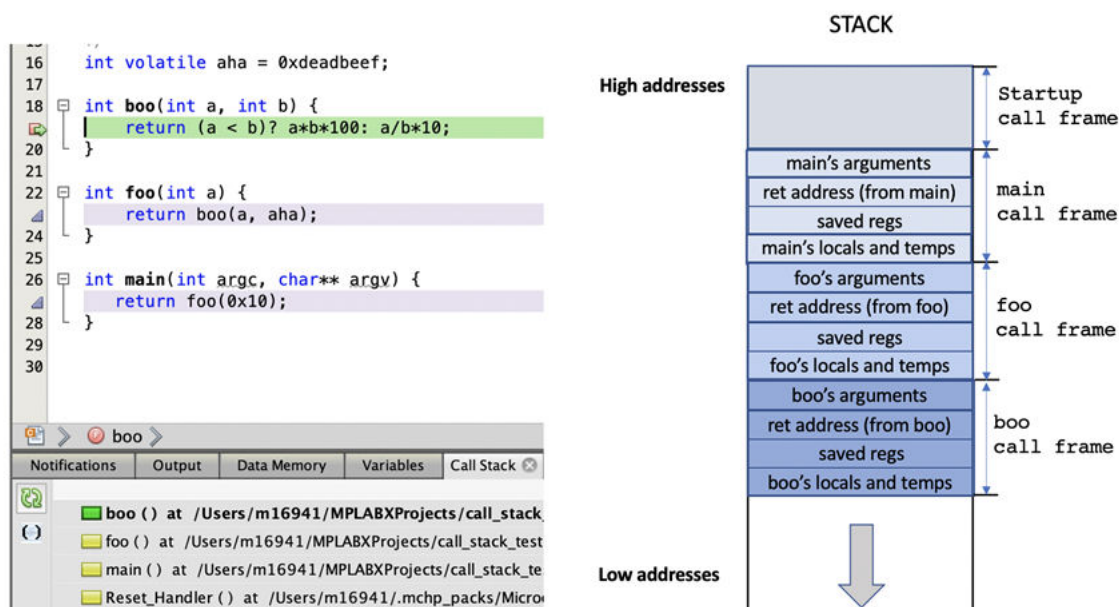 16 int volatile aha = 0xdeadbeef;
17
18 int boo(int a, int b) {
return (a < b)? a*b*100: a/b*10;
20 }
21
22 int foo(int a) {
return boo(a, aha);
24 }
25
26 int main(int argc, char** argv) {
return foo(0x10);
28 }
29
30
boo
Notifications Output Data Memory Variables Call Stack
boo () at /Users/m16941/MPLABXProjects/call_stack_
foo () at /Users/m16941/MPLABXProjects/call_stack_test
main () at /Users/m16941/MPLABXProjects/call_stack_te
Reset_Handler () at /Users/m16941/.mchp_packs/Microc
STACK
High addresses
Startup
call frame
main's arguments
ret address (from main)
saved regs
main's locals and temps
main
call frame
foo's arguments
ret address (from foo)
saved regs
foo's locals and temps
foo
call frame
boo's arguments
ret address (from boo)
saved regs
boo's locals and temps
boo
call frame
Low addresses